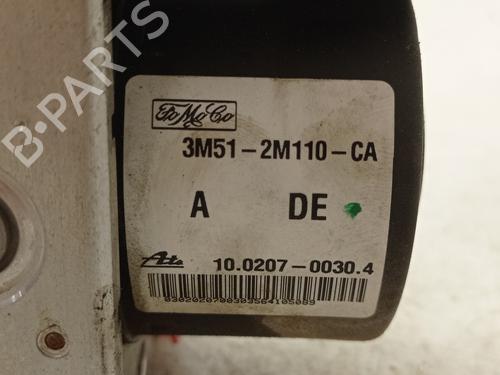 B-PARTS
FoMoCo
3M51-2M110-CA
A DE
Ate
10.0207-0030.4